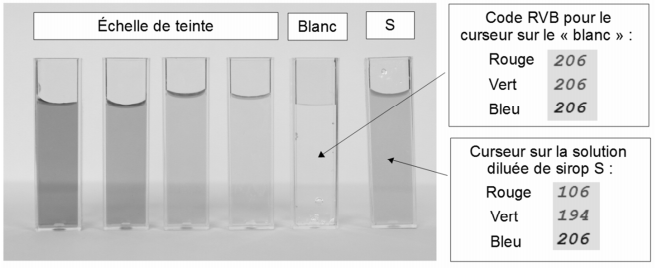 Échelle de teinte
Blanc
S
Code RVB pour le
curseur sur le « blanc » :
Rouge 206
Vert 206
Bleu 206
Curseur sur la solution
diluée de sirop S :
Rouge 106
Vert 194
Bleu 206